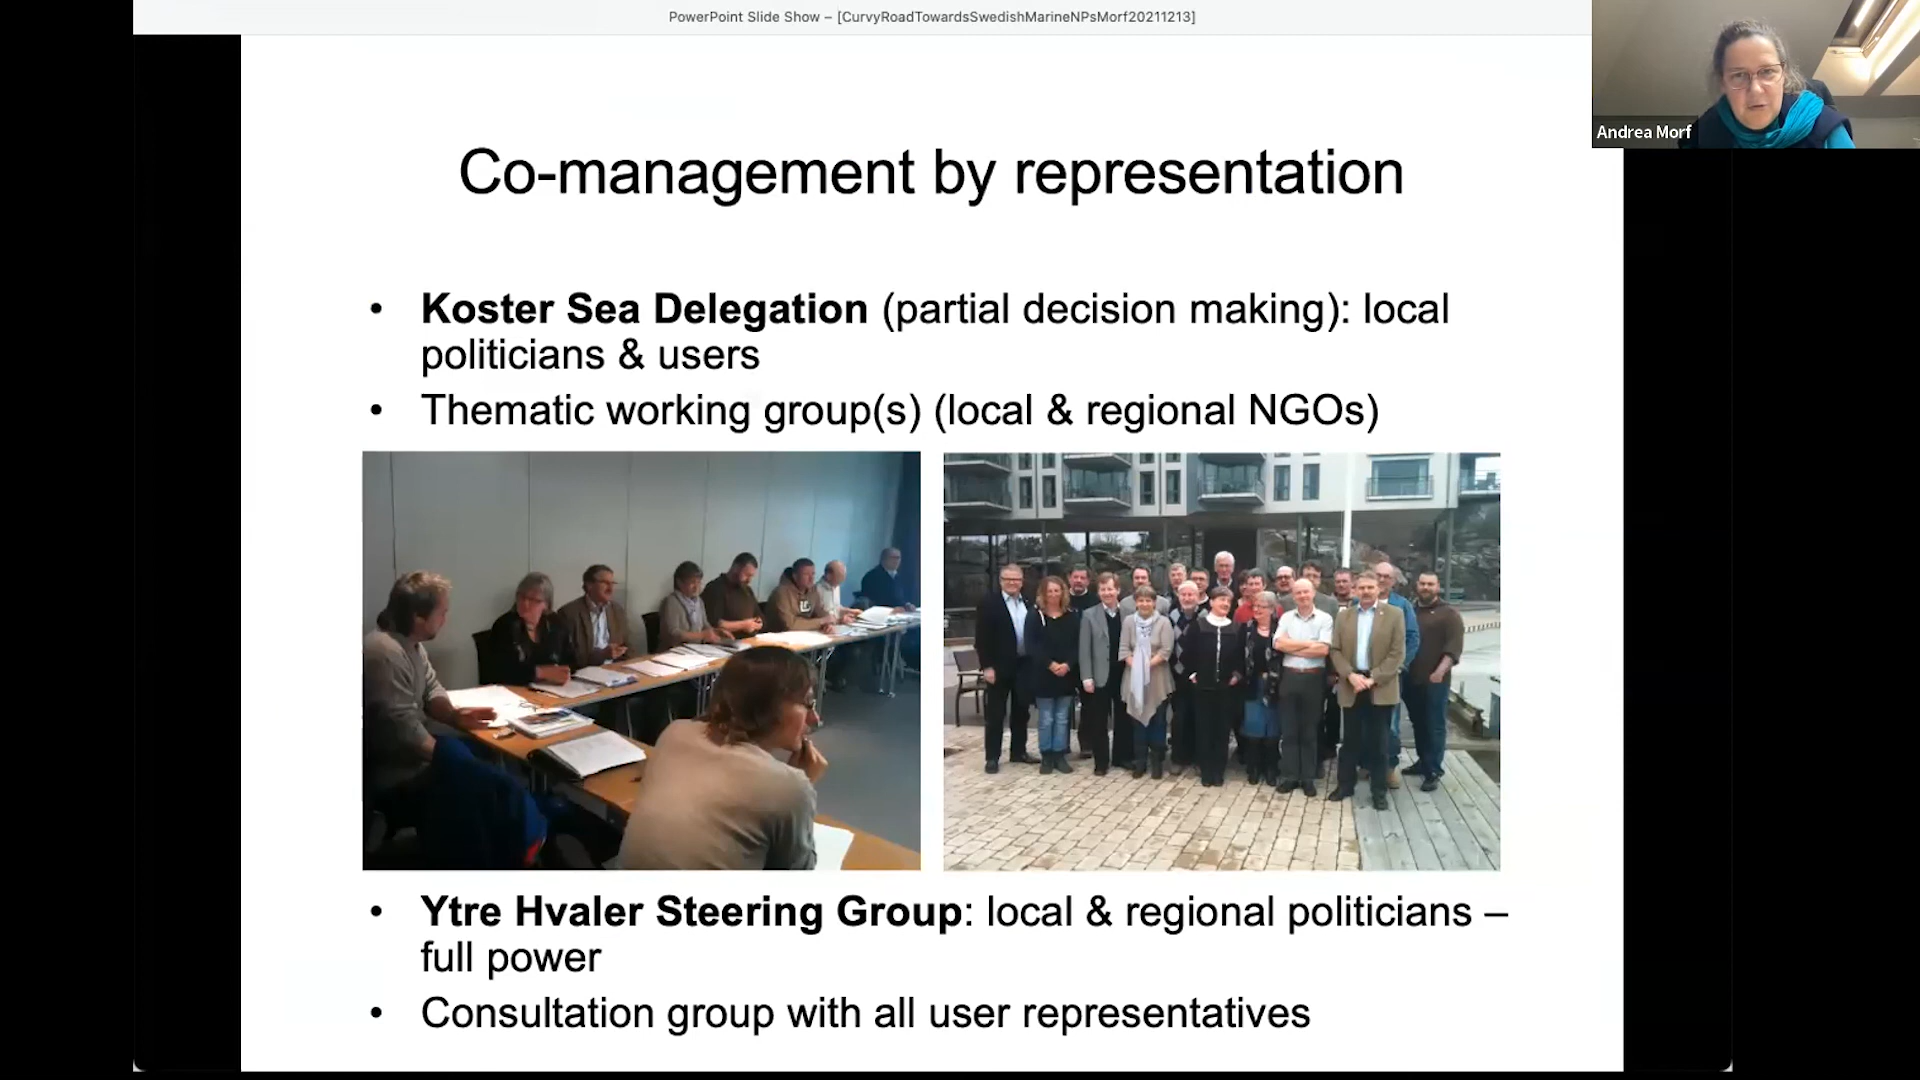 PowerPoint Slide Show – [CurvyRoadTowardsSwedishMarineNPsMorf20211213]
Andrea Morf
Co-management by representation
• Koster Sea Delegation (partial decision making): local
politicians & users
• Thematic working group(s) (local & regional NGOs)
• Ytre Hvaler Steering Group: local & regional politicians –
full power
• Consultation group with all user representatives